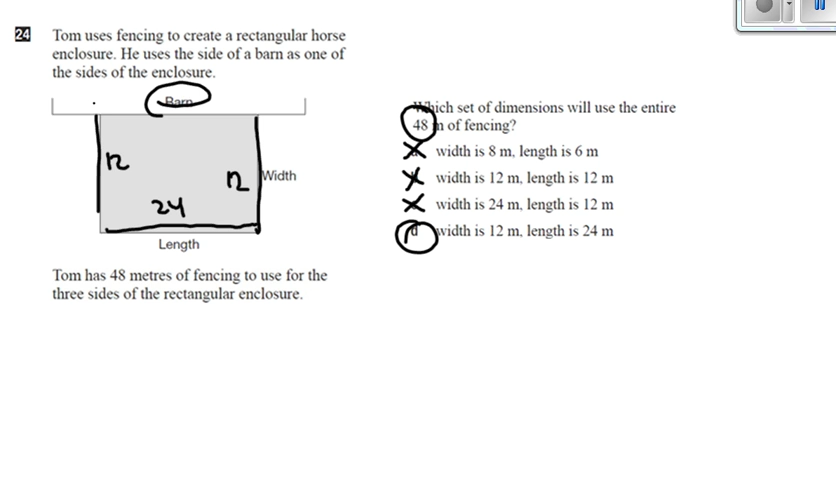 24 Tom uses fencing to create a rectangular horse
enclosure. He uses the side of a barn as one of
the sides of the enclosure.
Barn
12
12
Width
24
Length
Tom has 48 metres of fencing to use for the
three sides of the rectangular enclosure.
Which set of dimensions will use the entire
48 m of fencing?
width is 8 m, length is 6 m
width is 12 m, length is 12 m
width is 24 m, length is 12 m
d width is 12 m, length is 24 m